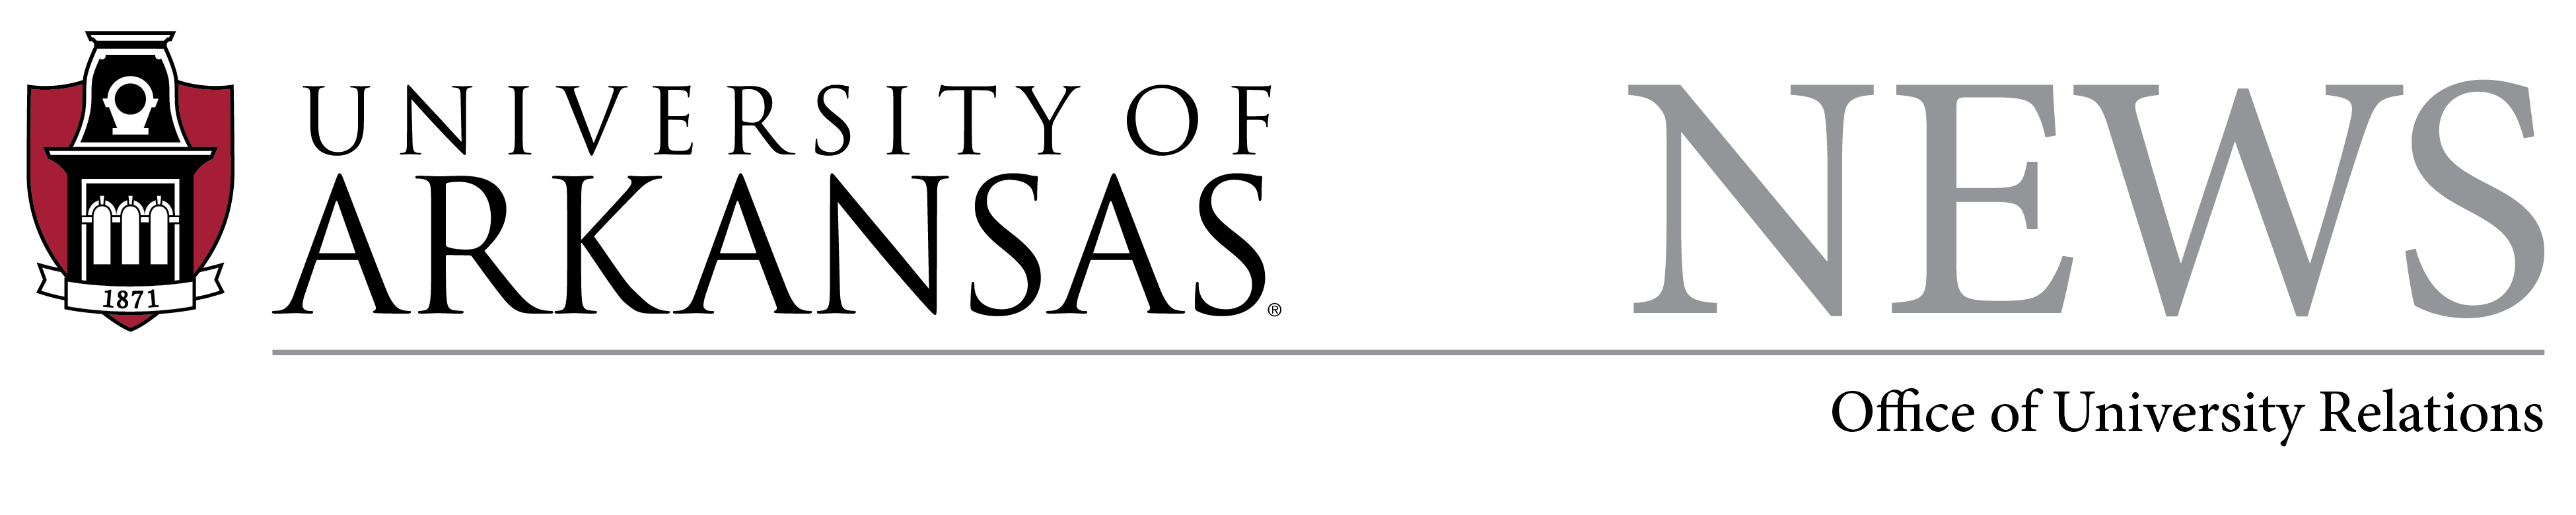 UNIVERSITY OF
ARKANSAS®
NEWS
1871
Office of University Relations